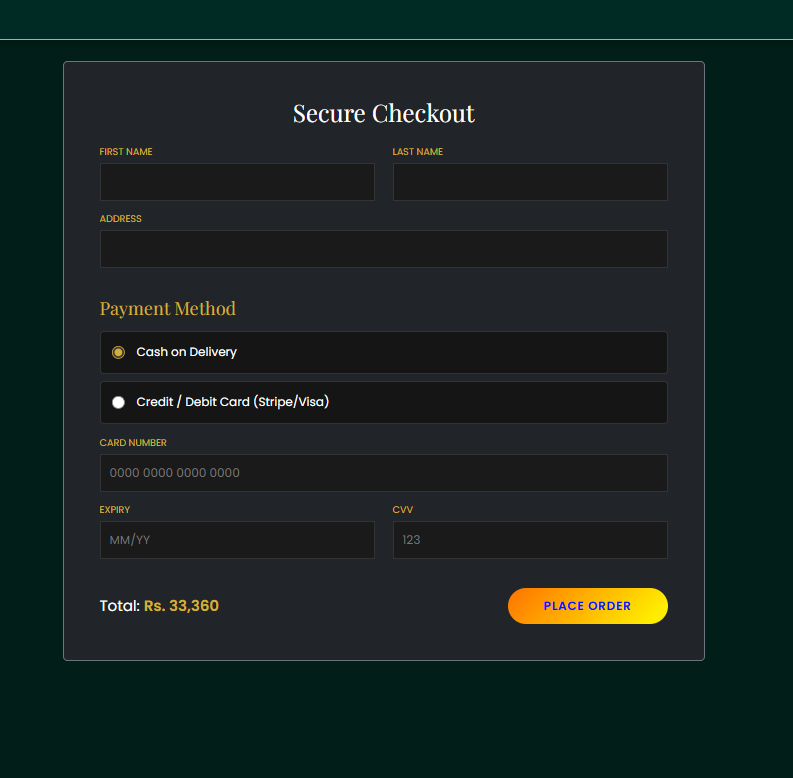 Secure Checkout
FIRST NAME LAST NAME
ADDRESS
Payment Method
Cash on Delivery
Credit / Debit Card (Stripe/Visa)
CARD NUMBER
0000 0000 0000 0000
EXPIRY CVV
MM/YY 123
Total: Rs. 33,360 PLACE ORDER